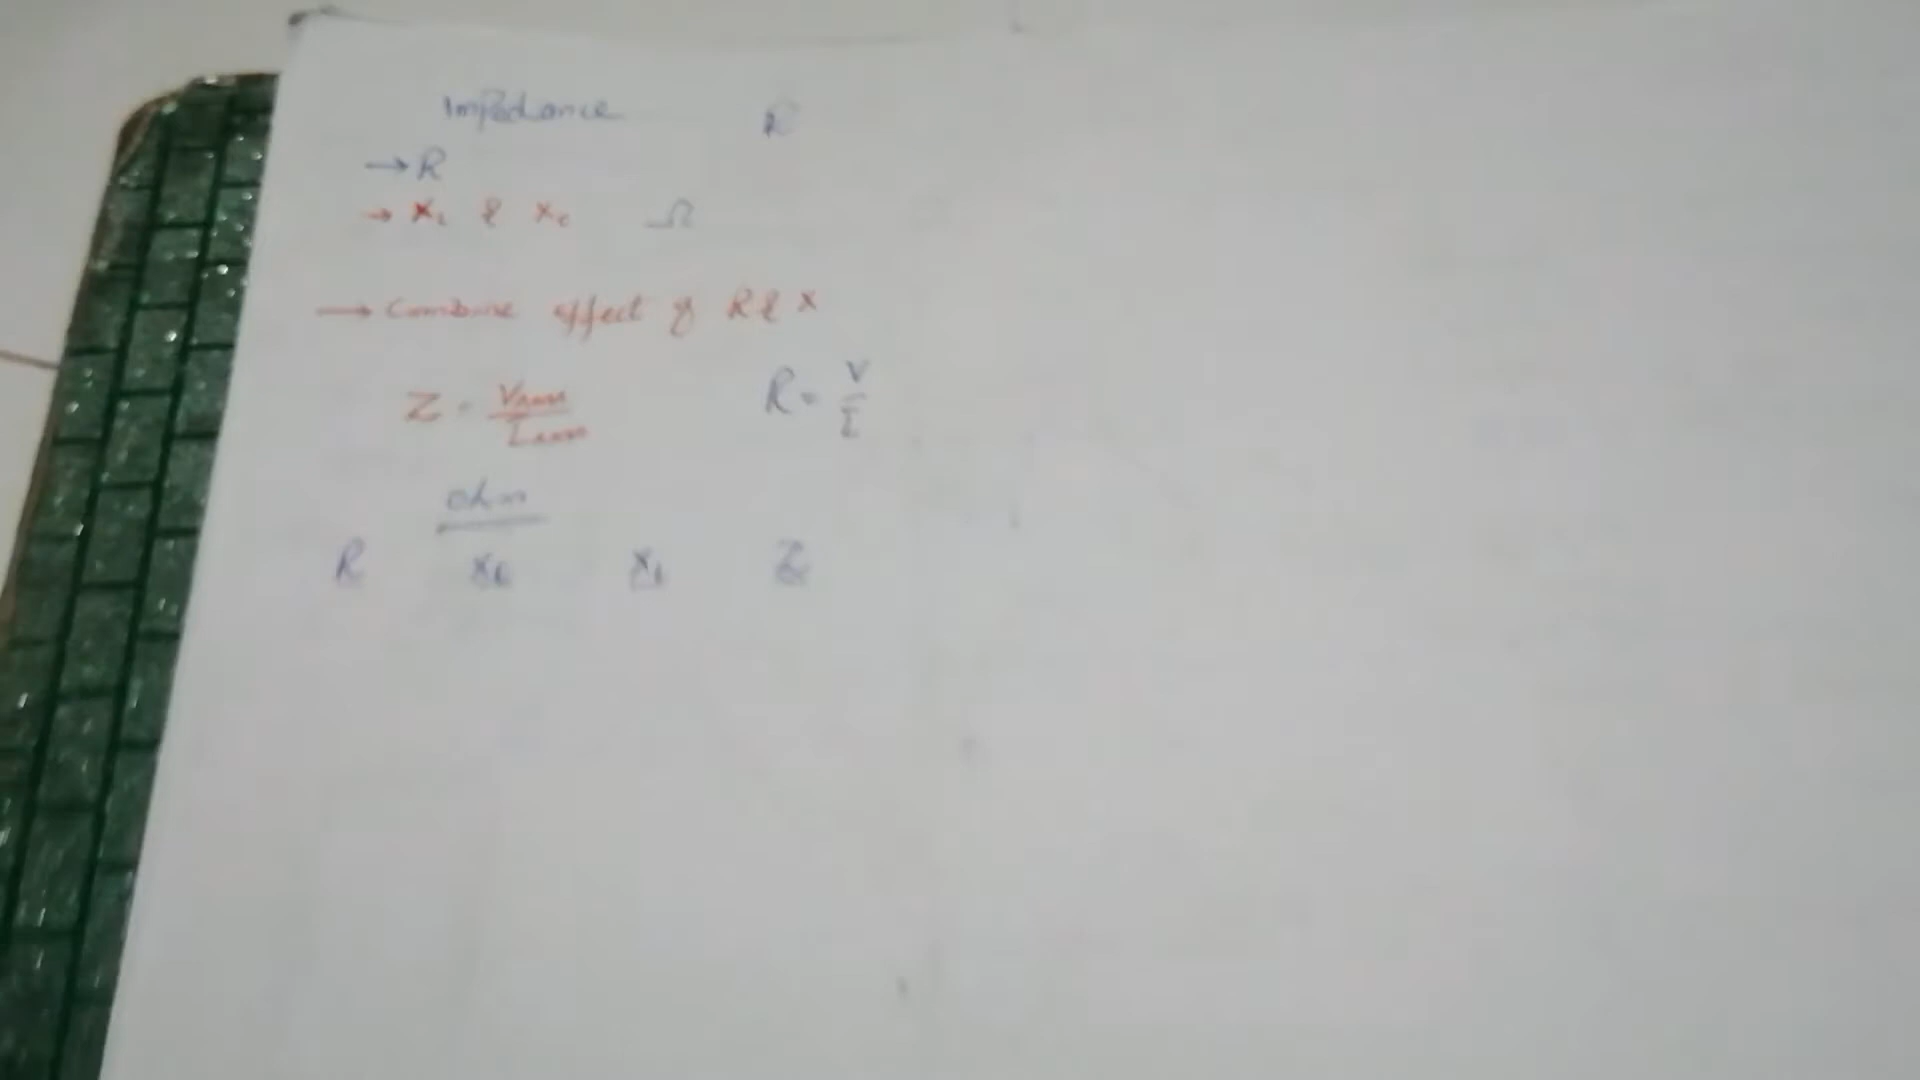 Impedance R
→ R
→ XL & Xc Ω
→ Combine effect of R & X
Z = Vrms / Irms R = V / I
ohm
R Xc XL Z